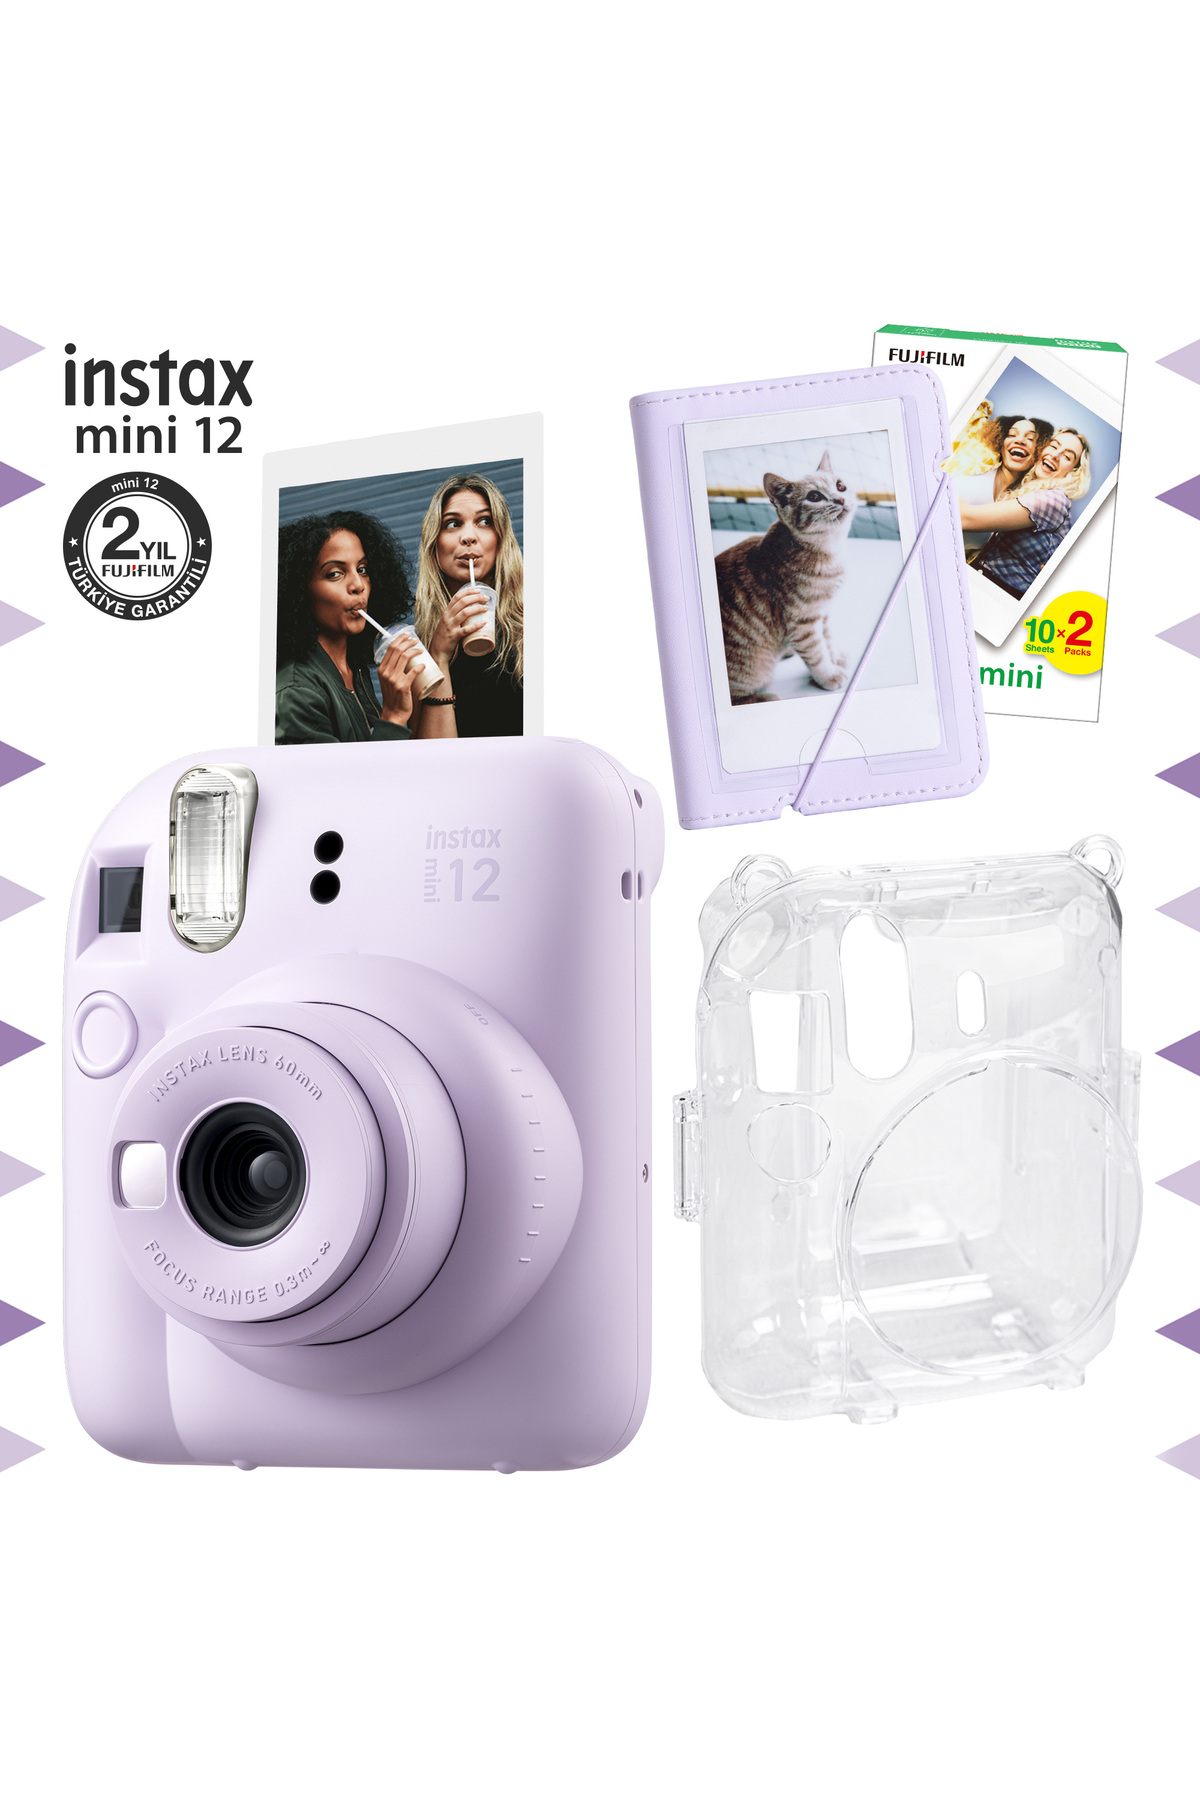 instax
mini 12
mini 12
2 YIL
FUJIFILM
★ TÜRKİYE GARANTİLİ ★
FUJIFILM
10×2
Sheets Packs
mini
instax
mini 12
OFF
INSTAX LENS 60mm
FOCUS RANGE 0.3m~∞